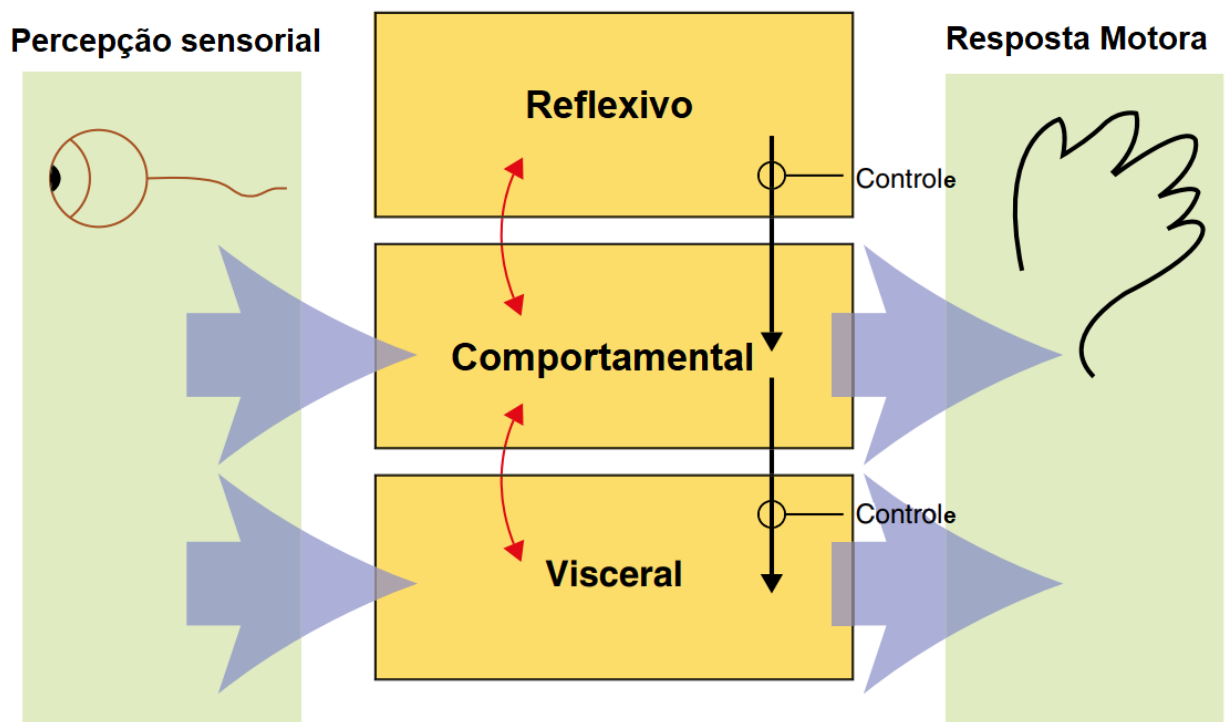 Percepção sensorial
Reflexivo
Resposta Motora
Controle
Comportamental
Controle
Visceral